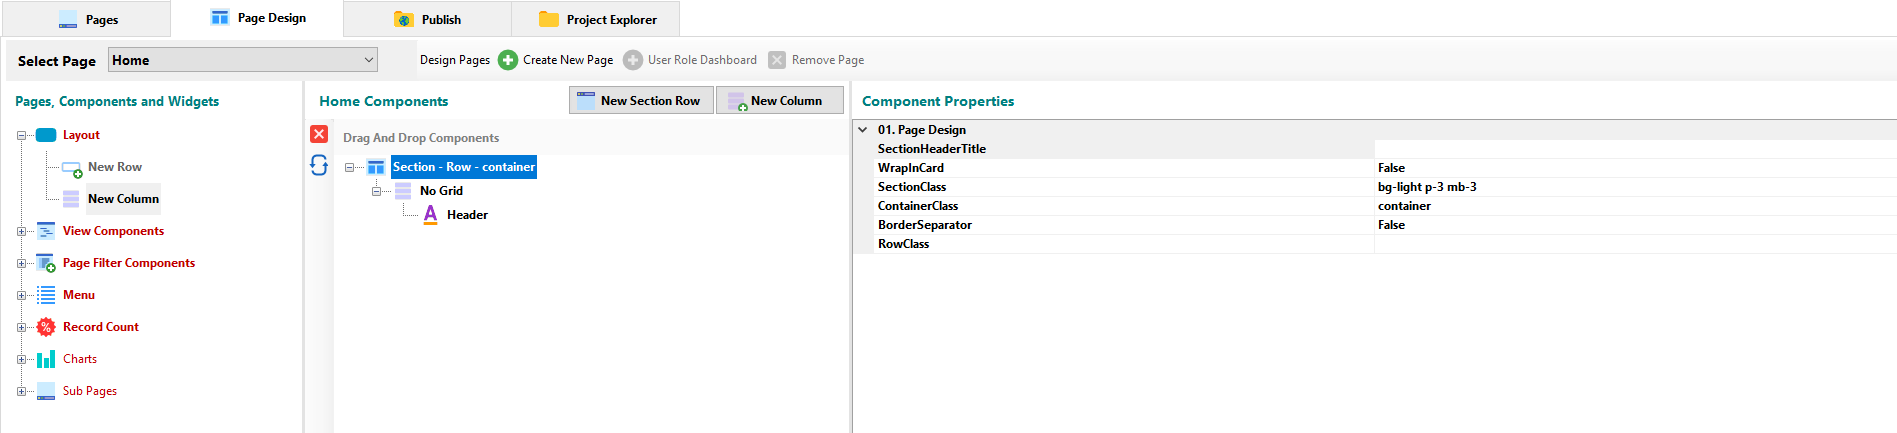 Pages
Page Design
Publish
Project Explorer
Select Page
Home
Design Pages
Create New Page
User Role Dashboard
Remove Page
Pages, Components and Widgets
Layout
New Row
New Column
View Components
Page Filter Components
Menu
Record Count
Charts
Sub Pages
Home Components
New Section Row
New Column
Drag And Drop Components
Section - Row - container
No Grid
Header
Component Properties
01. Page Design
SectionHeaderTitle
WrapInCard False
SectionClass bg-light p-3 mb-3
ContainerClass container
BorderSeparator False
RowClass